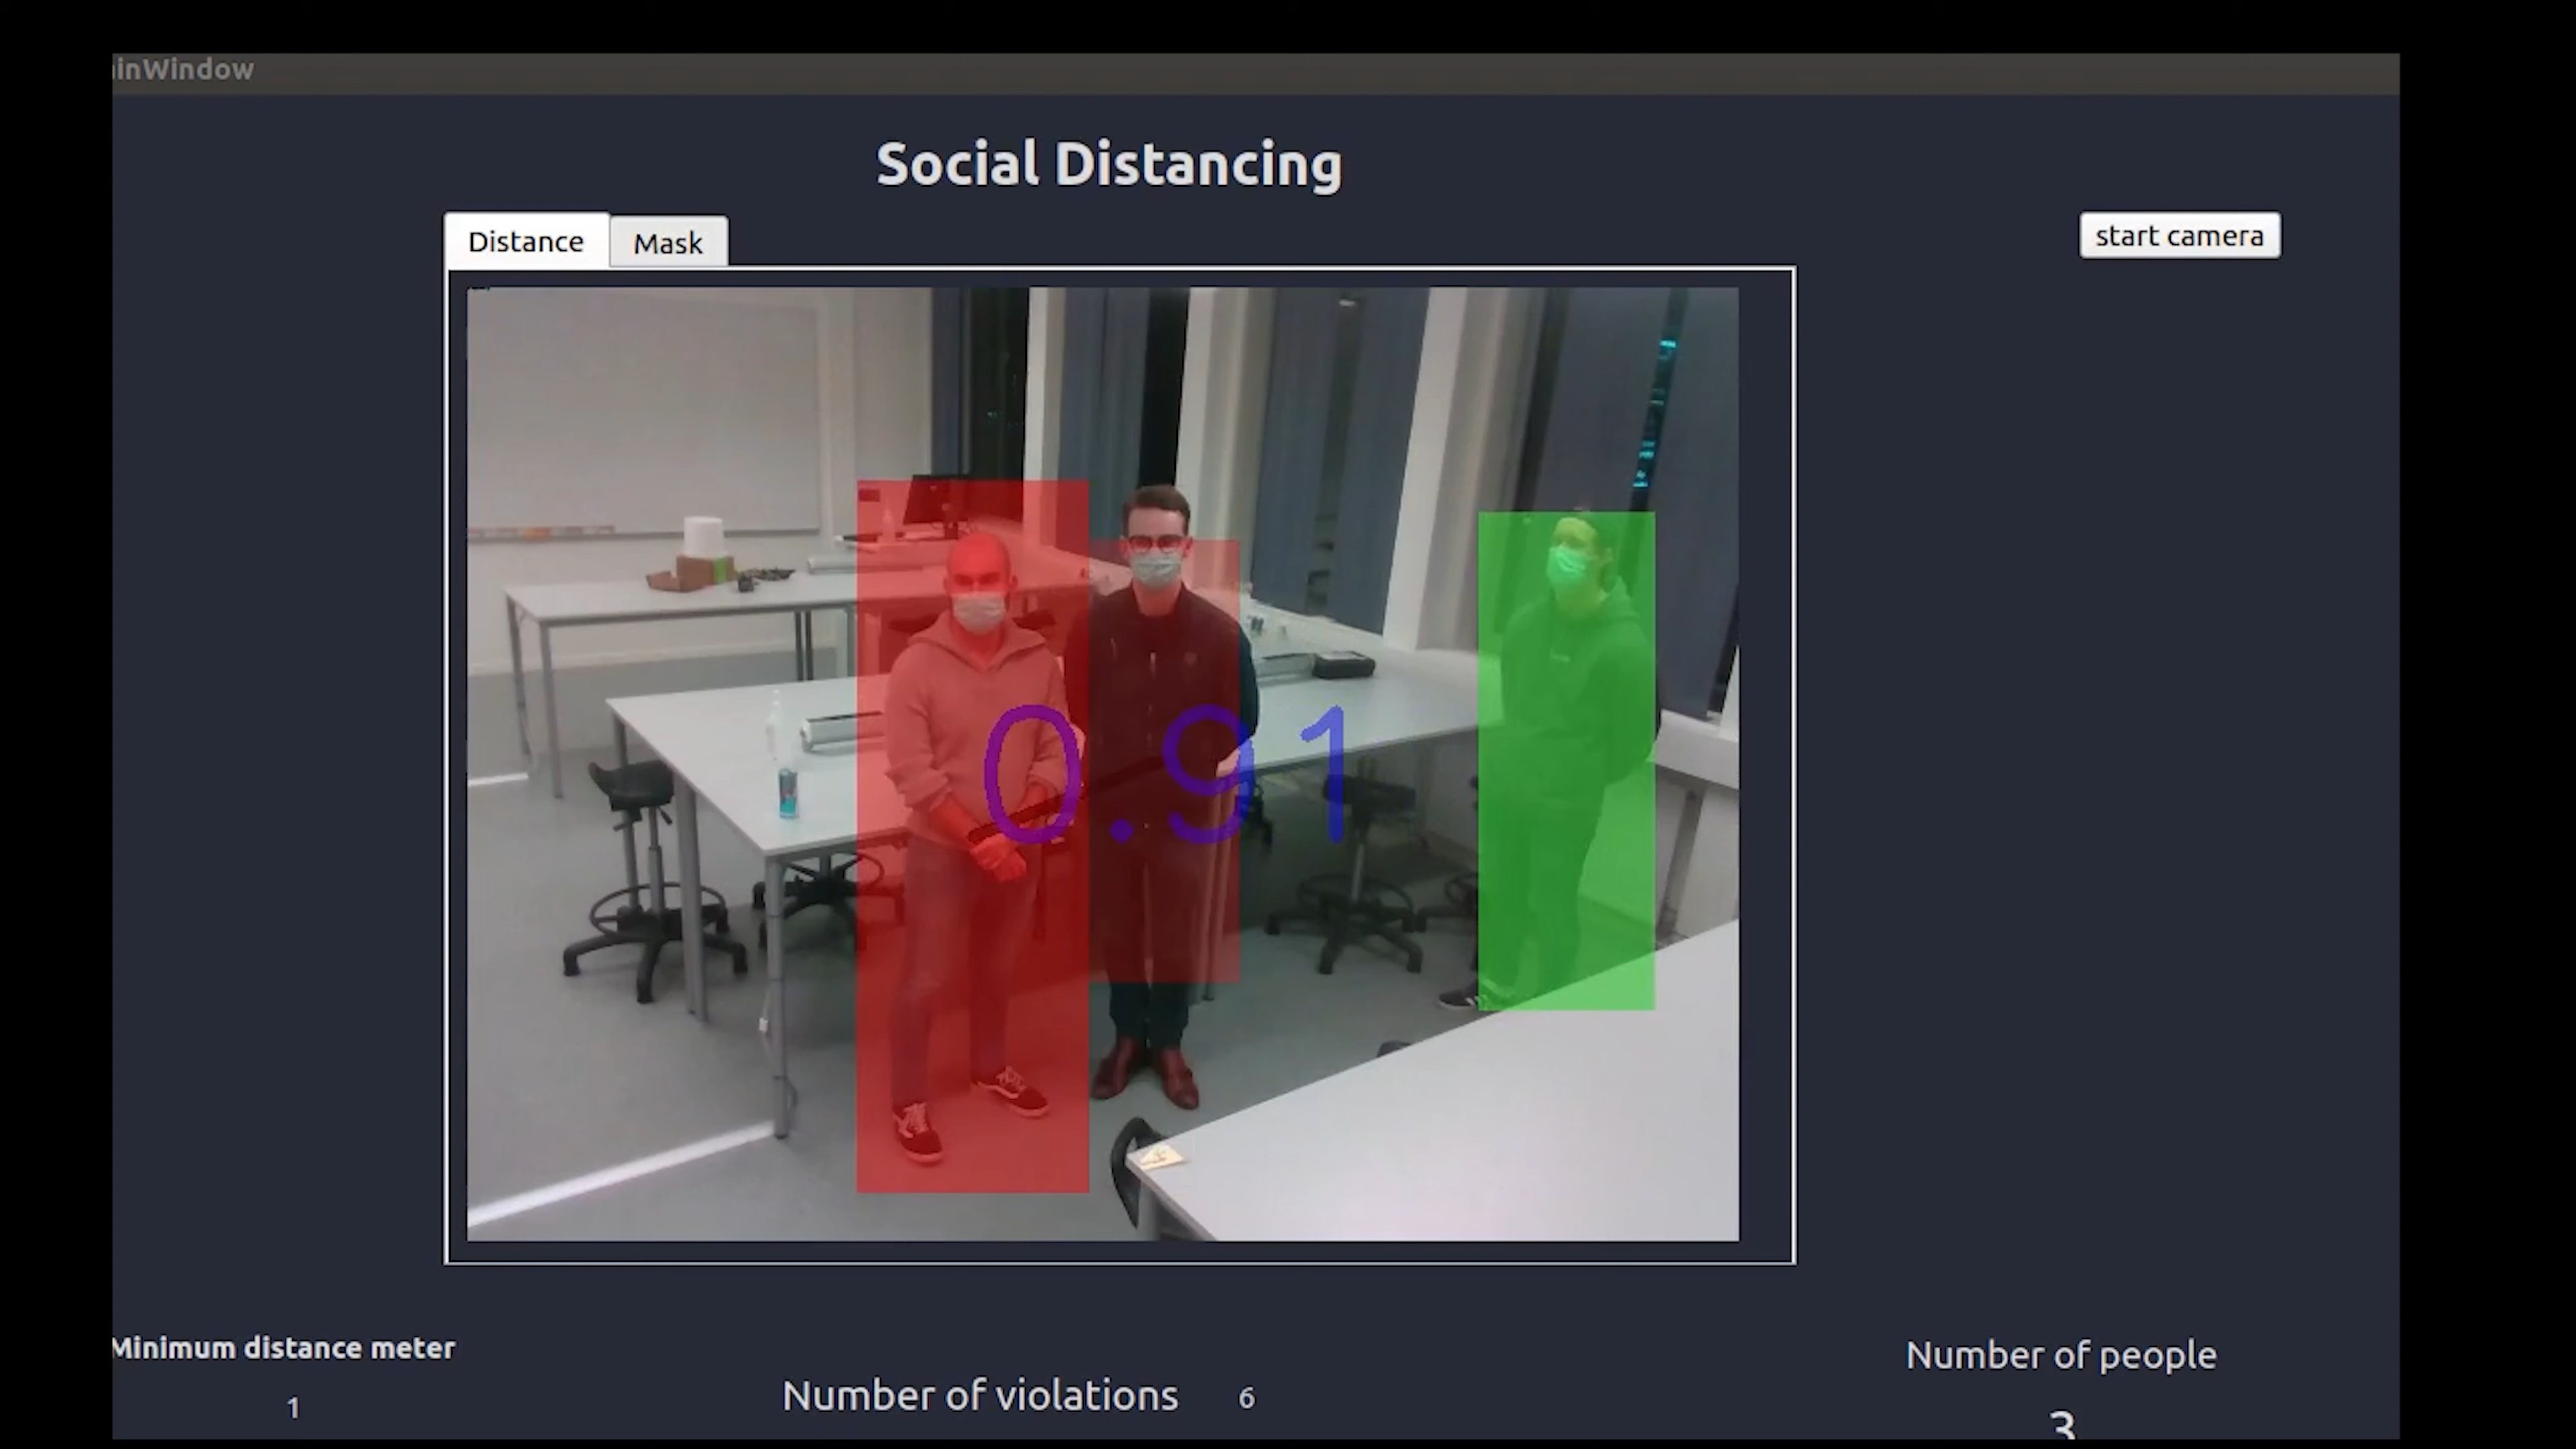 inWindow
Social Distancing
Distance
Mask
start camera
0.91
Minimum distance meter
1
Number of violations 6
Number of people
3